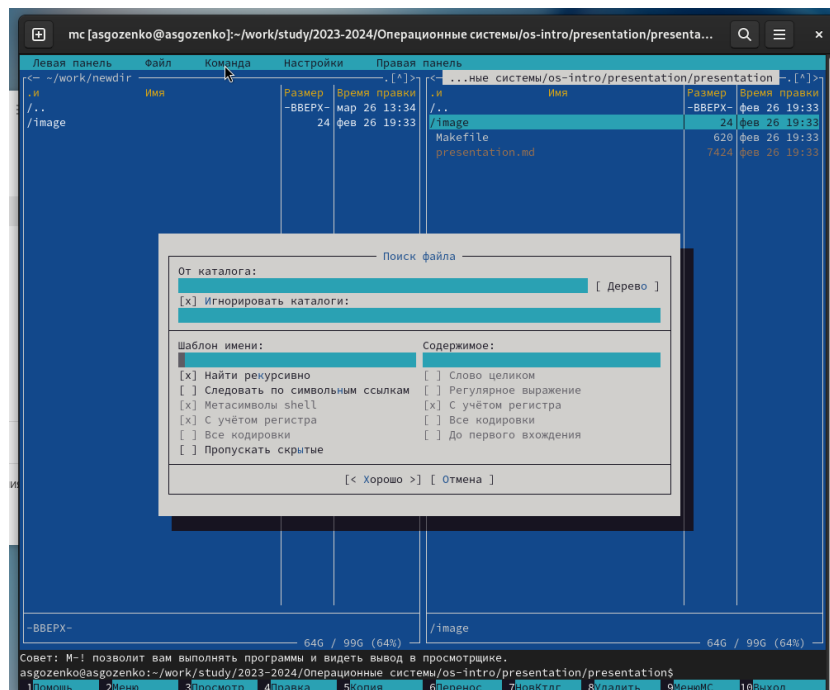 mc [asgozenko@asgozenko]:~/work/study/2023-2024/Операционные системы/os-intro/presentation/presenta...
Левая панель Файл Команда Настройки Правая панель
<— ~/work/newdir .[^]>
<— ...ные системы/os-intro/presentation/presentation .[^]>
.и Имя Размер Время правки .и Имя Размер Время правки
/.. -ВВЕРХ- мар 26 13:34 /.. -ВВЕРХ- фев 26 19:33
/image 24 фев 26 19:33 /image 24 фев 26 19:33
Makefile 620 фев 26 19:33
presentation.md 7424 фев 26 19:33
Поиск файла
От каталога:
[ Дерево ]
[x] Игнорировать каталоги:
Шаблон имени: Содержимое:
[x] Найти рекурсивно [ ] Слово целиком
[ ] Следовать по символьным ссылкам [ ] Регулярное выражение
[x] Метасимволы shell [x] С учётом регистра
[x] С учётом регистра [ ] Все кодировки
[ ] Все кодировки [ ] До первого вхождения
[ ] Пропускать скрытые
[< Хорошо >] [ Отмена ]
-ВВЕРХ- /image
64G / 99G (64%) 64G / 99G (64%)
Совет: M-! позволит вам выполнять программы и видеть вывод в просмотрщике.
asgozenko@asgozenko:~/work/study/2023-2024/Операционные системы/os-intro/presentation/presentation$
1Помощь 2Меню 3Просмотр 4Правка 5Копия 6Перенос 7НовКтлг 8Удалить 9МенюMC 10Выход